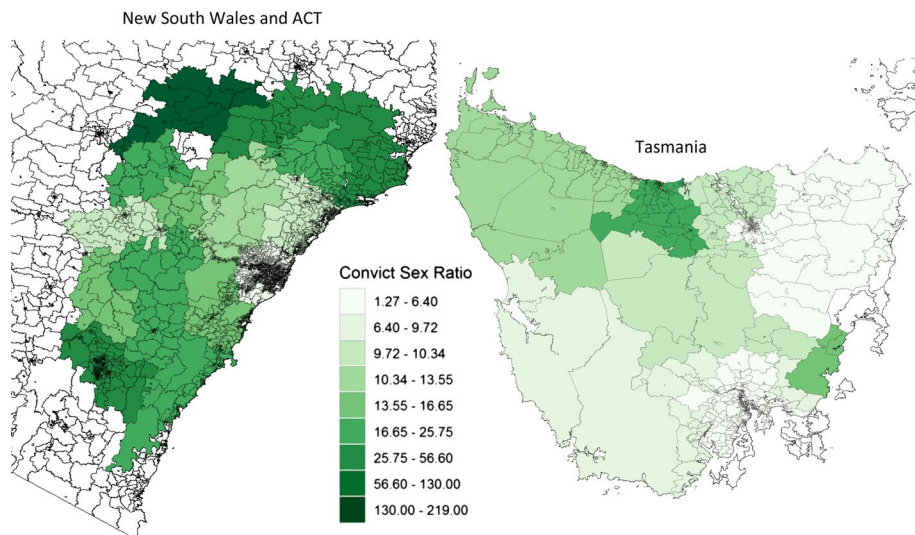 New South Wales and ACT
Tasmania
Convict Sex Ratio
1.27 - 6.40
6.40 - 9.72
9.72 - 10.34
10.34 - 13.55
13.55 - 16.65
16.65 - 25.75
25.75 - 56.60
56.60 - 130.00
130.00 - 219.00